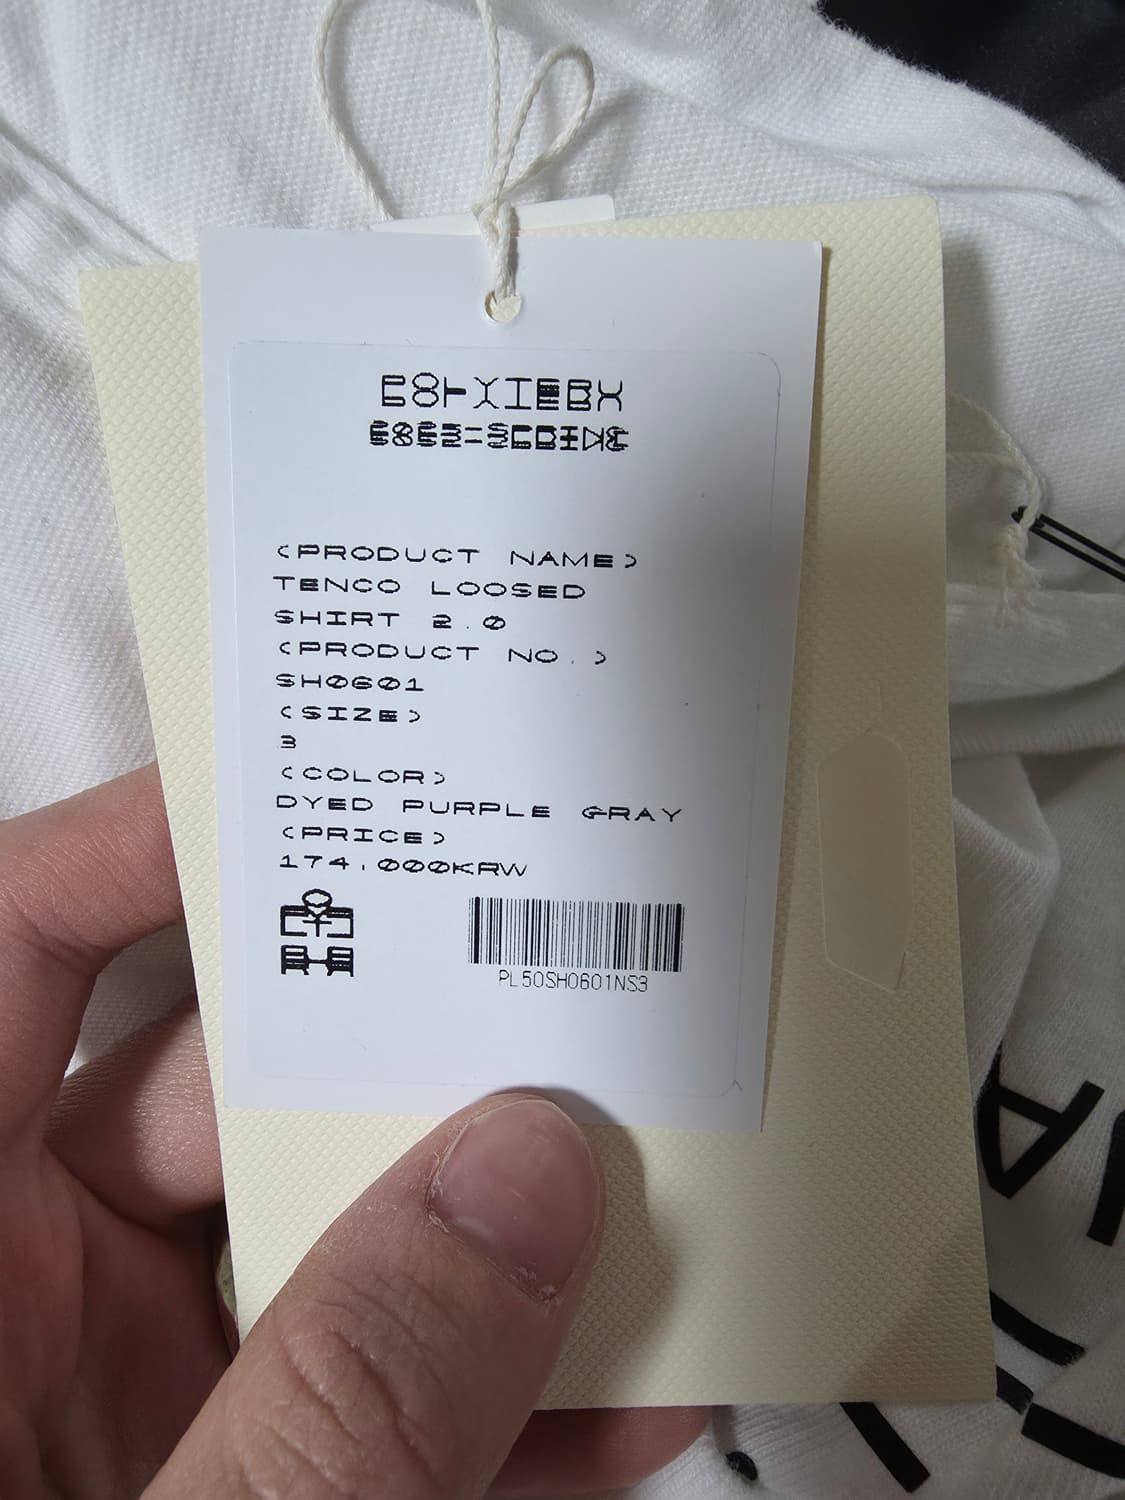 <PRODUCT NAME>
TENCO LOOSED
SHIRT 2.0
<PRODUCT NO.>
SH0601
<SIZE>
3
<COLOR>
DYED PURPLE GRAY
<PRICE>
174,000KRW
PL50SH0601NS3